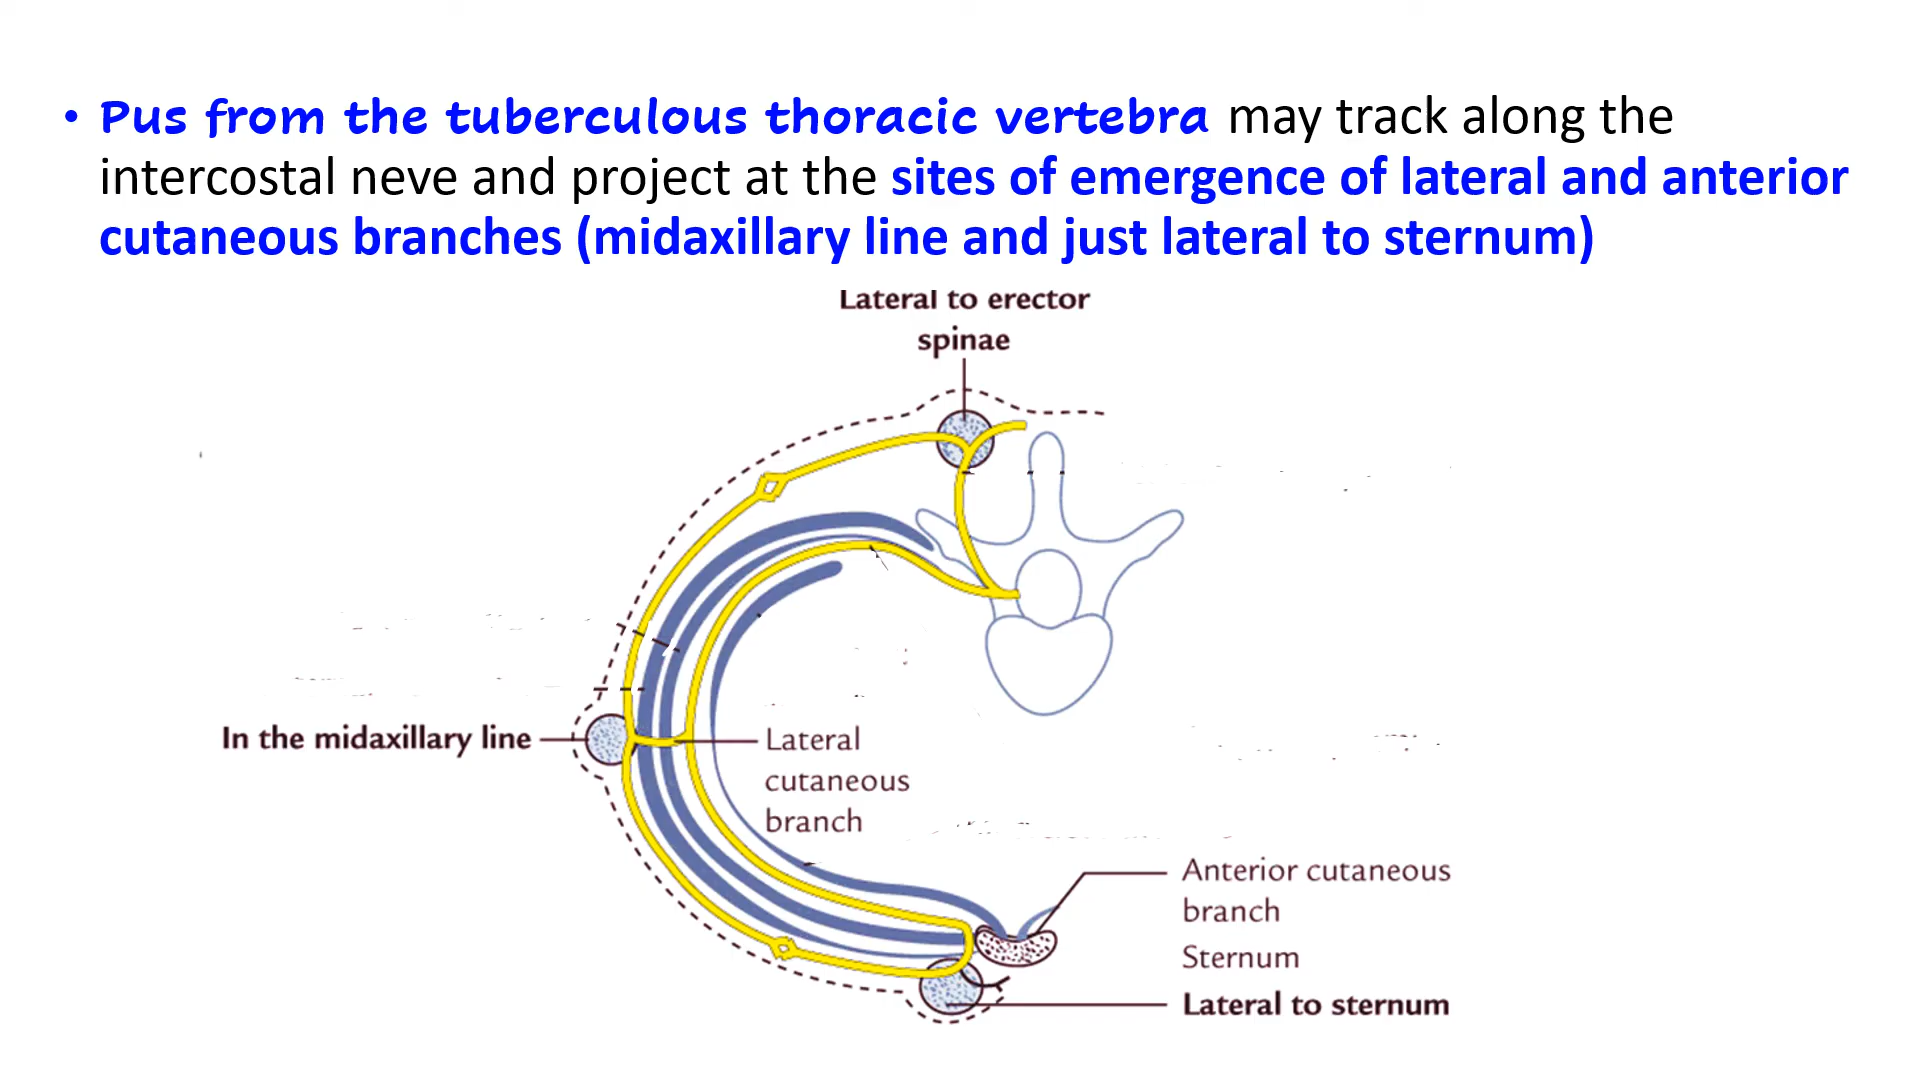 • Pus from the tuberculous thoracic vertebra may track along the
intercostal neve and project at the sites of emergence of lateral and anterior
cutaneous branches (midaxillary line and just lateral to sternum)
Lateral to erector
spinae
In the midaxillary line
Lateral
cutaneous
branch
Anterior cutaneous
branch
Sternum
Lateral to sternum